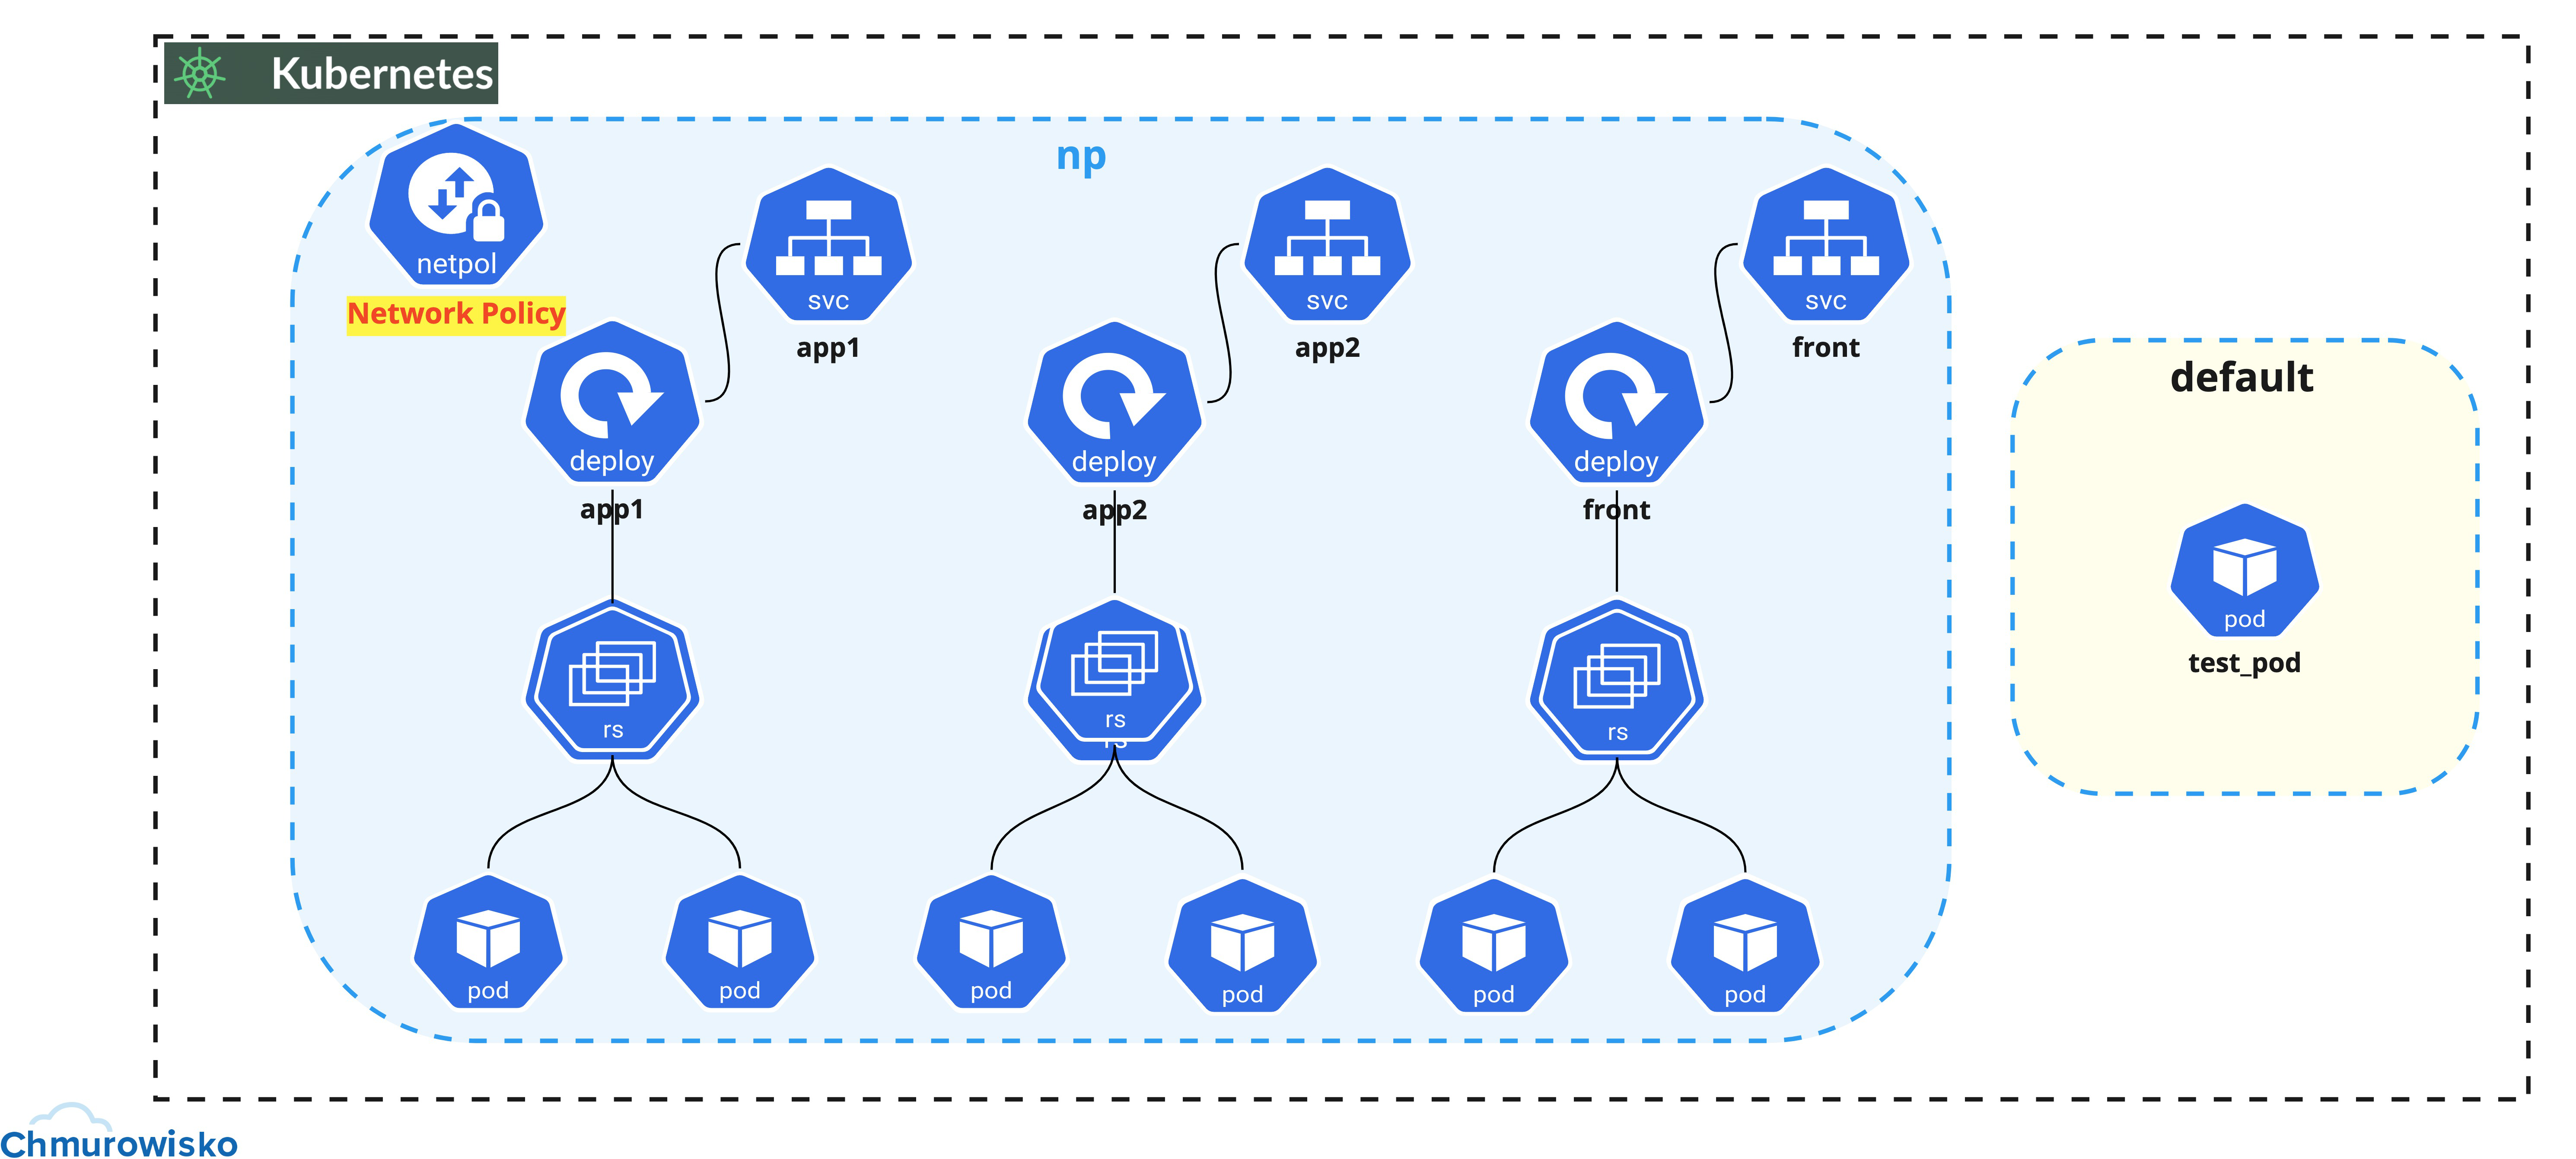 Kubernetes
np
netpol
Network Policy
svc
app1
svc
app2
svc
front
deploy
app1
deploy
app2
deploy
front
default
pod
test_pod
rs
rs
rs
rs
pod
pod
pod
pod
pod
pod
Chmurowisko